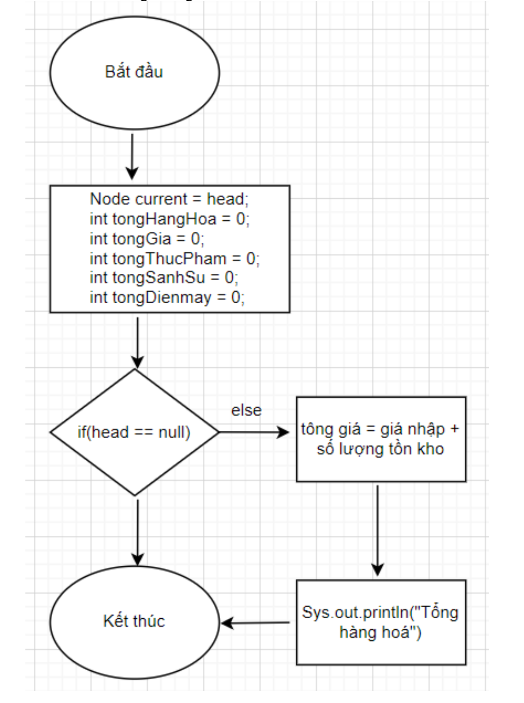 Bắt đầu
Node current = head;
int tongHangHoa = 0;
int tongGia = 0;
int tongThucPham = 0;
int tongSanhSu = 0;
int tongDienmay = 0;
if(head == null)
else
tông giá = giá nhập +
số lượng tồn kho
Sys.out.println("Tổng
hàng hoá")
Kết thúc